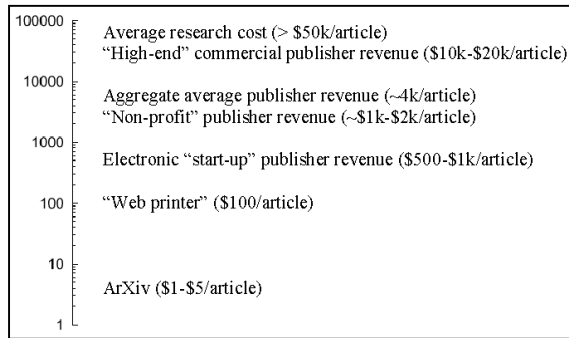 100000
Average research cost (> $50k/article)
“High-end” commercial publisher revenue ($10k-$20k/article)
10000
Aggregate average publisher revenue (~4k/article)
“Non-profit” publisher revenue (~$1k-$2k/article)
1000
Electronic “start-up” publisher revenue ($500-$1k/article)
100
“Web printer” ($100/article)
10
ArXiv ($1-$5/article)
1